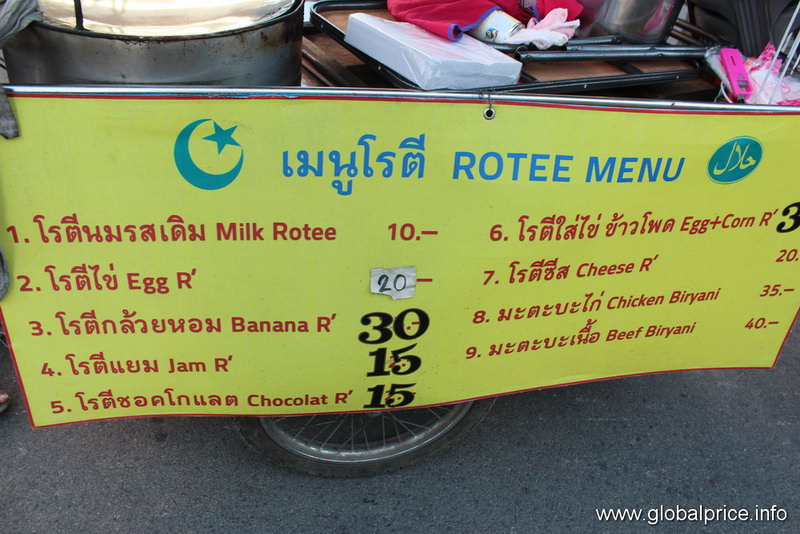 เมนูโรตี ROTEE MENU حلال
1. โรตีนมรสเดิม Milk Rotee 10.–
2. โรตีไข่ Egg R' 20 –
3. โรตีกล้วยหอม Banana R' 30
4. โรตีแยม Jam R' 15
5. โรตีชอคโกแลต Chocolat R' 15
6. โรตีใส่ไข่ ข้าวโพด Egg+Corn R' 3
7. โรตีชีส Cheese R' 20.
8. มะตะบะไก่ Chicken Biryani 35.–
9. มะตะบะเนื้อ Beef Biryani 40.–
www.globalprice.info